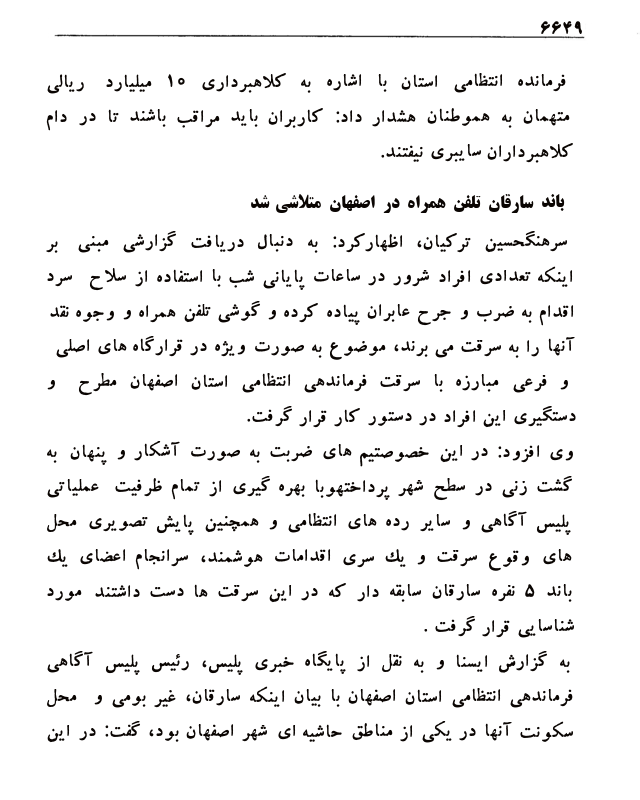 ۶۶۴۹
فرمانده انتظامی استان با اشاره به کلاهبرداری ۱۰ میلیارد ریالی
متهمان به هموطنان هشدار داد: کاربران باید مراقب باشند تا در دام
کلاهبرداران سایبری نیفتند.
باند سارقان تلفن همراه در اصفهان متلاشی شد
سرهنگحسین ترکیان، اظهارکرد: به دنبال دریافت گزارشی مبنی بر
اینکه تعدادی افراد شرور در ساعات پایانی شب با استفاده از سلاح سرد
اقدام به ضرب و جرح عابران پیاده کرده و گوشی تلفن همراه و وجوه نقد
آنها را به سرقت می برند، موضوع به صورت ویژه در قرارگاه های اصلی
و فرعی مبارزه با سرقت فرماندهی انتظامی استان اصفهان مطرح و
دستگیری این افراد در دستور کار قرار گرفت.
وی افزود: در این خصوصتیم های ضربت به صورت آشکار و پنهان به
گشت زنی در سطح شهر پرداختهوبا بهره گیری از تمام ظرفیت عملیاتی
پلیس آگاهی و سایر رده های انتظامی و همچنین پایش تصویری محل
های وقوع سرقت و یك سری اقدامات هوشمند، سرانجام اعضای یك
باند ۵ نفره سارقان سابقه دار که در این سرقت ها دست داشتند مورد
شناسایی قرار گرفت .
به گزارش ایسنا و به نقل از پایگاه خبری پلیس، رئیس پلیس آگاهی
فرماندهی انتظامی استان اصفهان با بیان اینکه سارقان، غیر بومی و محل
سکونت آنها در یکی از مناطق حاشیه ای شهر اصفهان بود، گفت: در این